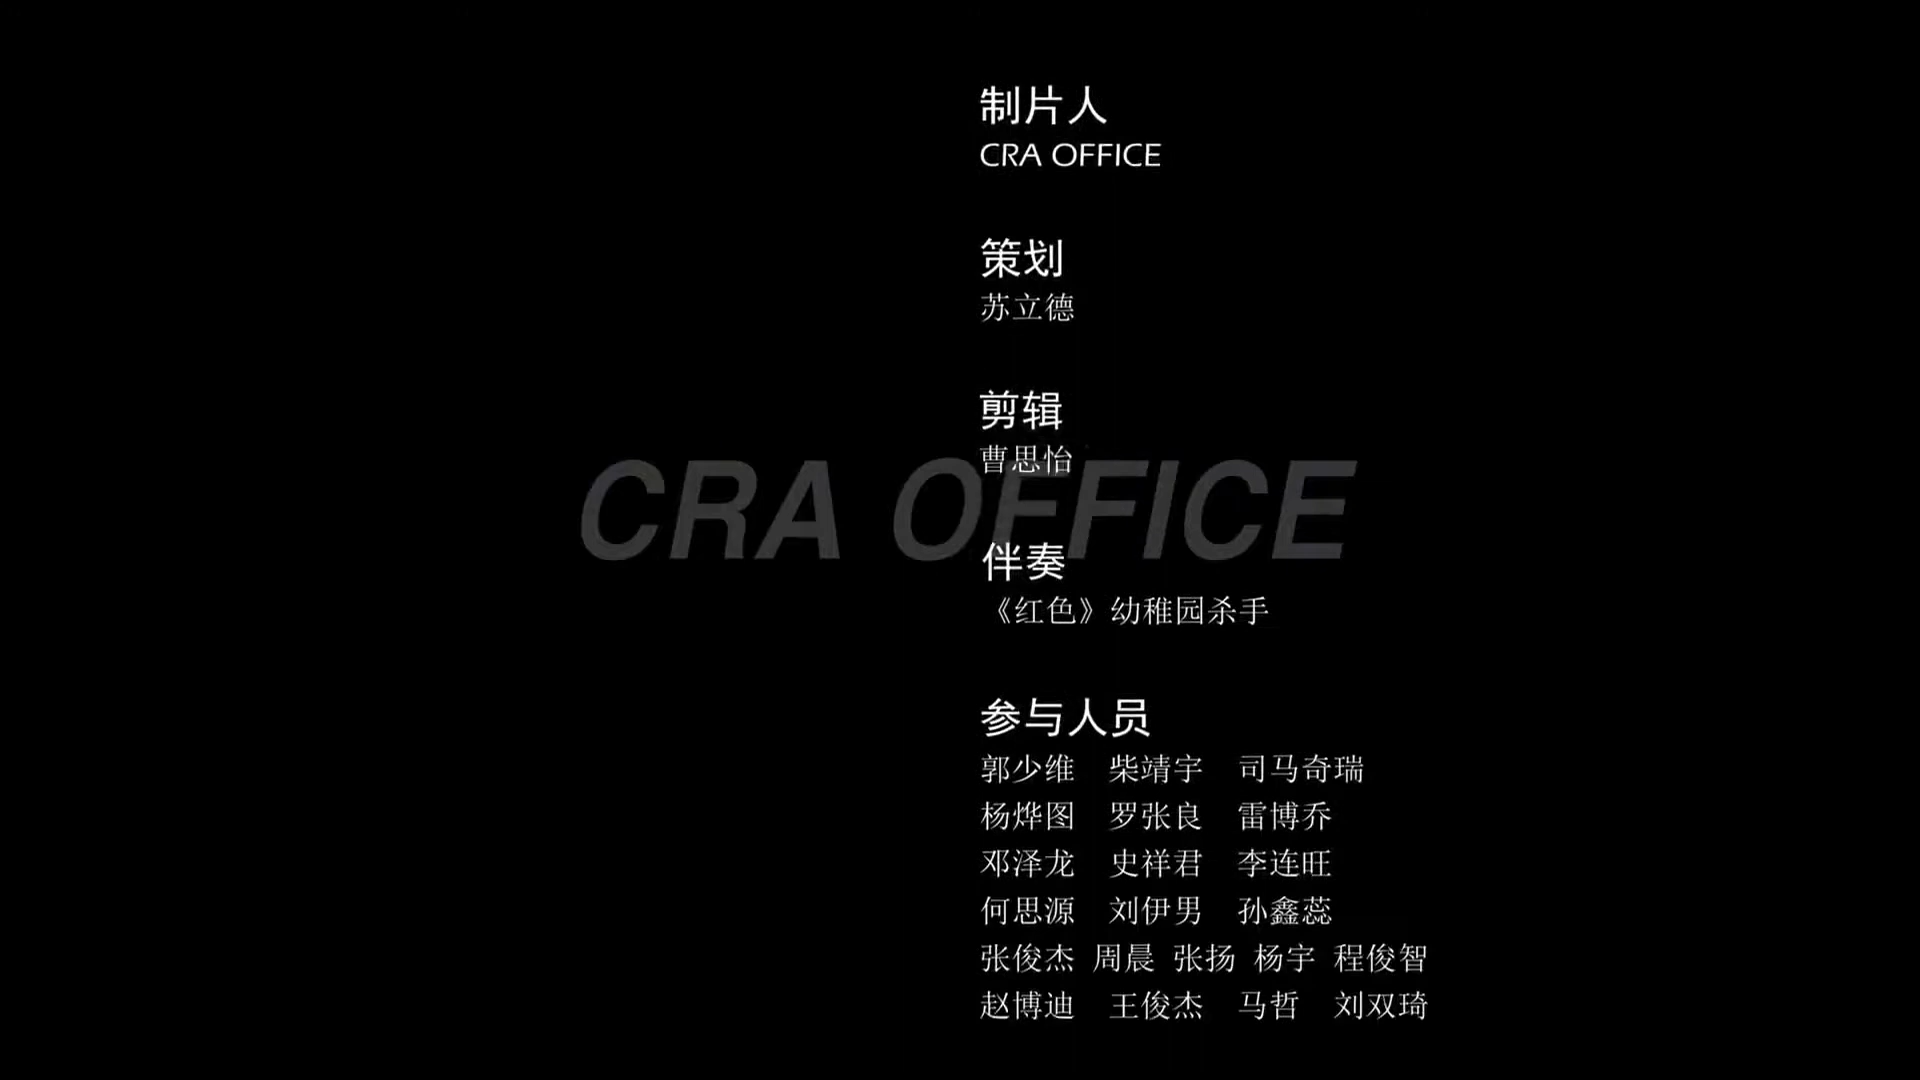 制片人
CRA OFFICE
策划
苏立德
剪辑
曹思怡
CRA OFFICE
伴奏
《红色》幼稚园杀手
参与人员
郭少维 柴靖宇 司马奇瑞
杨烨图 罗张良 雷博乔
邓泽龙 史祥君 李连旺
何思源 刘伊男 孙鑫蕊
张俊杰 周晨 张扬 杨宇 程俊智
赵博迪 王俊杰 马哲 刘双琦